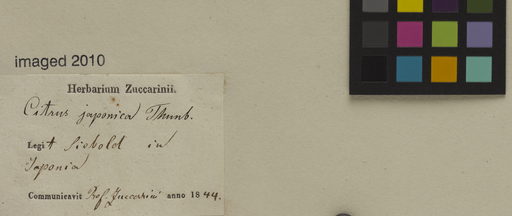 imaged 2010
Herbarium Zuccarinii.
Citrus japonica Thunb.
Legit Siebold in
Japonia
Communicavit Prof. Zuccarini anno 1844.